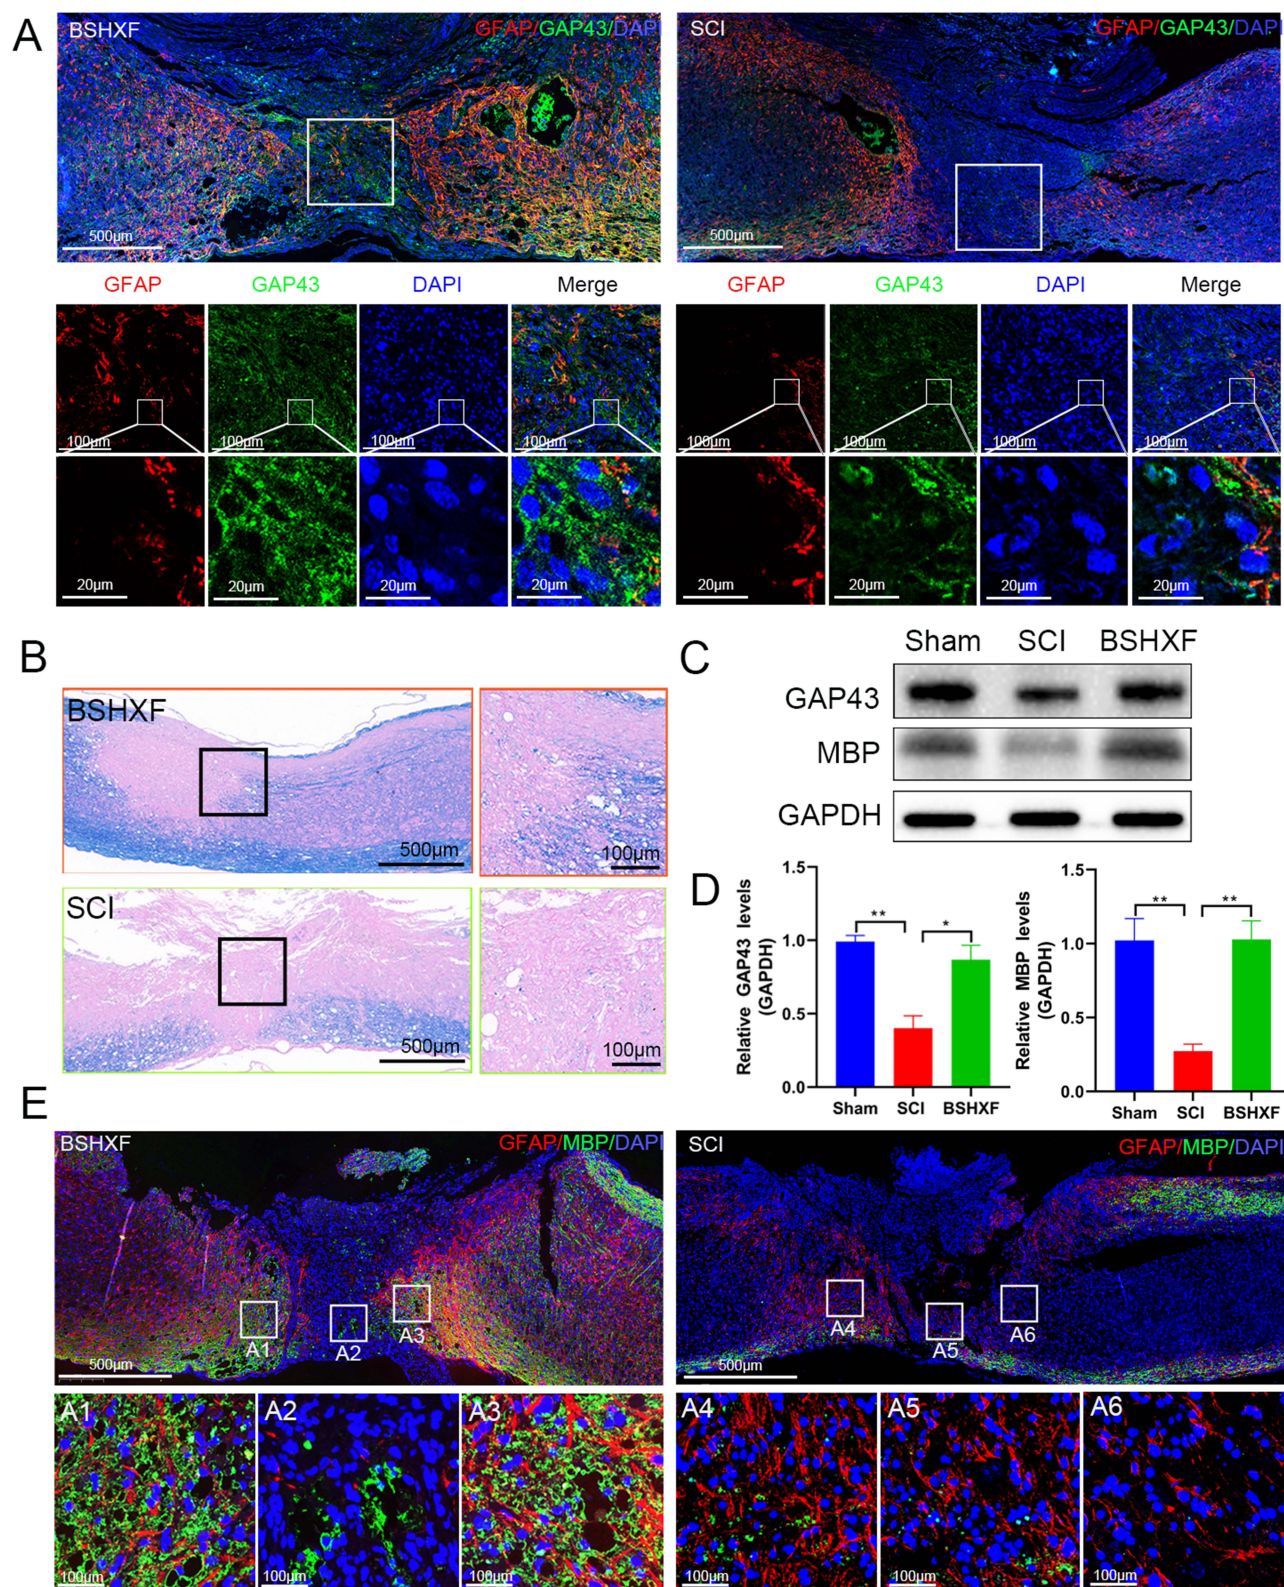 A
BSHXF
GFAP/GAP43/DAPI
500µm
SCI
GFAP/GAP43/DAPI
500µm
GFAP GAP43 DAPI Merge
GFAP GAP43 DAPI Merge
100µm 100µm 100µm 100µm
100µm 100µm 100µm 100µm
20µm 20µm 20µm 20µm
20µm 20µm 20µm 20µm
B
BSHXF
500µm
100µm
SCI
500µm
100µm
C
Sham SCI BSHXF
GAP43
MBP
GAPDH
D
Relative GAP43 levels
(GAPDH)
1.5
1.0
0.5
0.0
**
*
Sham SCI BSHXF
Relative MBP levels
(GAPDH)
1.5
1.0
0.5
0.0
**
**
Sham SCI BSHXF
E
BSHXF
GFAP/MBP/DAPI
A1
A2
A3
500µm
SCI
GFAP/MBP/DAPI
A4
A5
A6
500µm
A1
100µm
A2
100µm
A3
100µm
A4
100µm
A5
100µm
A6
100µm